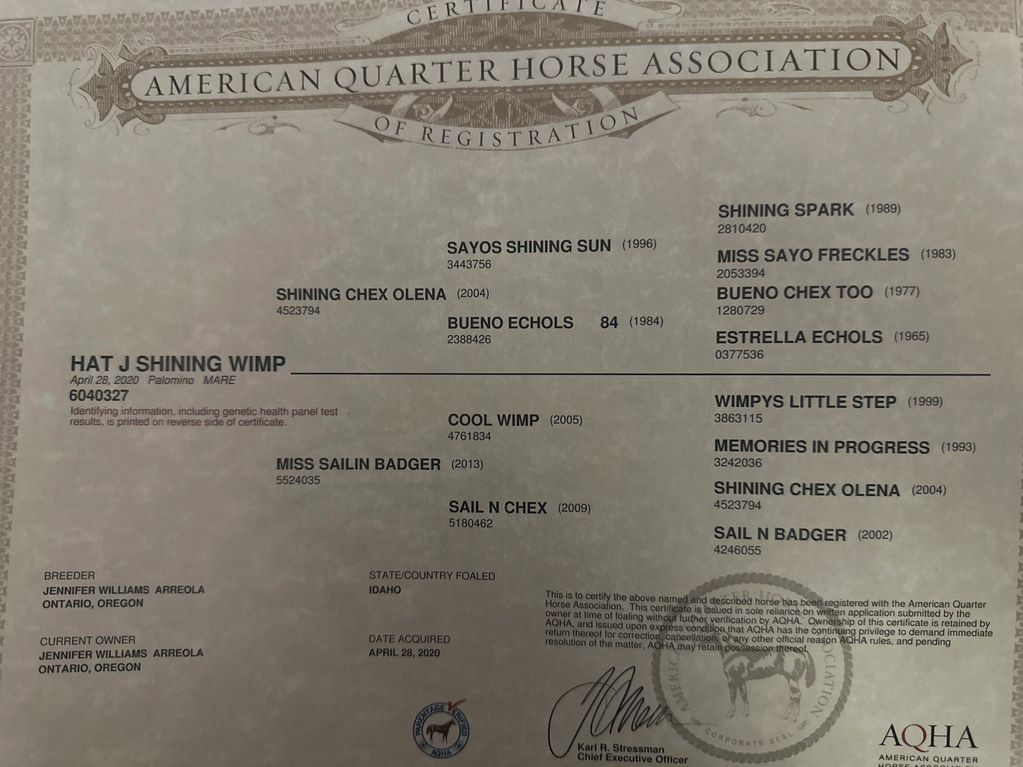 CERTIFICATE
AMERICAN QUARTER HORSE ASSOCIATION
OF REGISTRATION
SHINING SPARK (1989)
2810420
SAYOS SHINING SUN (1996)
3443756
MISS SAYO FRECKLES (1983)
2053394
SHINING CHEX OLENA (2004)
4523794
BUENO CHEX TOO (1977)
1280729
BUENO ECHOLS 84 (1984)
2388426
ESTRELLA ECHOLS (1965)
0377536
HAT J SHINING WIMP
April 28, 2020 Palomino MARE
6040327
Identifying information, including genetic health panel test
results, is printed on reverse side of certificate.
WIMPYS LITTLE STEP (1999)
3863115
COOL WIMP (2005)
4761834
MEMORIES IN PROGRESS (1993)
3242036
MISS SAILIN BADGER (2013)
5524035
SHINING CHEX OLENA (2004)
4523794
SAIL N CHEX (2009)
5180462
SAIL N BADGER (2002)
4246055
BREEDER
JENNIFER WILLIAMS ARREOLA
ONTARIO, OREGON
STATE/COUNTRY FOALED
IDAHO
CURRENT OWNER
JENNIFER WILLIAMS ARREOLA
ONTARIO, OREGON
DATE ACQUIRED
APRIL 28, 2020
This is to certify the above named and described horse has been registered with the American Quarter
Horse Association. This certificate is issued in sole reliance on written application submitted by the
owner at time of foaling without further verification by AQHA. Ownership of this certificate is retained by
AQHA, and issued upon express condition that AQHA has the continuing privilege to demand immediate
return thereof for correction, cancellation, or any other official reason AQHA rules, and pending
resolution of the matter, AQHA may retain possession thereof.
CORPORATE SEAL
PARENTAGE VERIFIED
AQHA
Karl R. Stressman
Chief Executive Officer
AQHA
AMERICAN QUARTER
HORSE ASSOCIATION